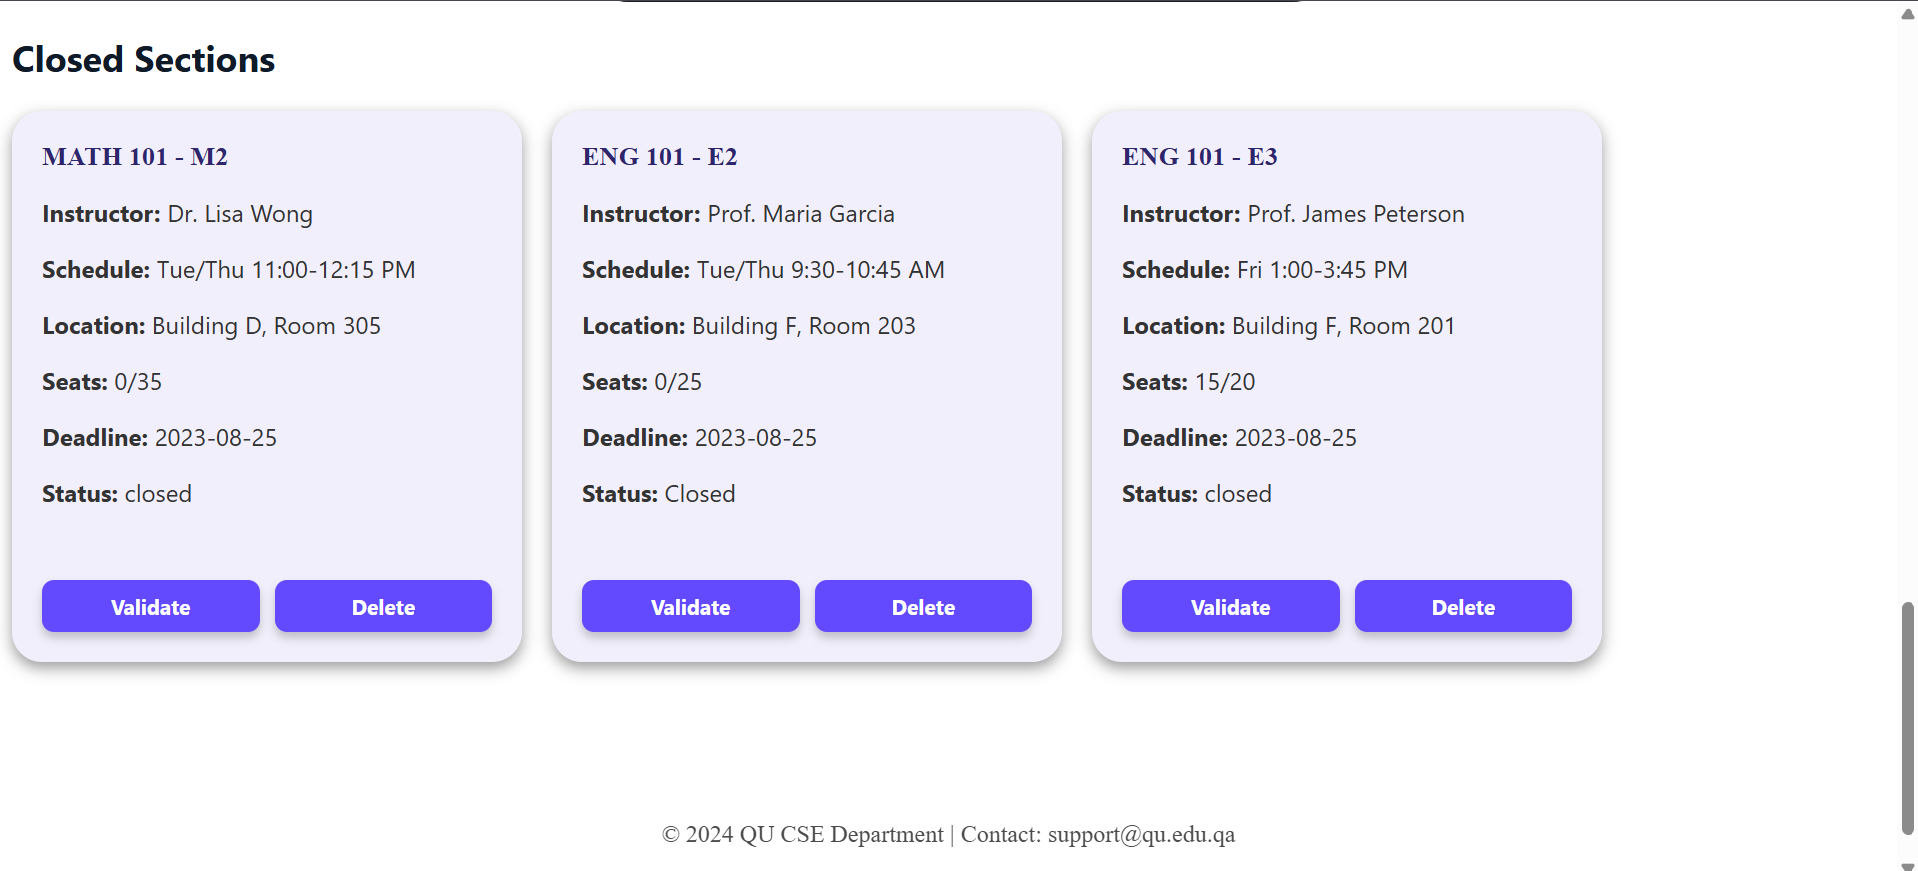 Closed Sections
MATH 101 - M2
Instructor: Dr. Lisa Wong
Schedule: Tue/Thu 11:00-12:15 PM
Location: Building D, Room 305
Seats: 0/35
Deadline: 2023-08-25
Status: closed
Validate
Delete
ENG 101 - E2
Instructor: Prof. Maria Garcia
Schedule: Tue/Thu 9:30-10:45 AM
Location: Building F, Room 203
Seats: 0/25
Deadline: 2023-08-25
Status: Closed
Validate
Delete
ENG 101 - E3
Instructor: Prof. James Peterson
Schedule: Fri 1:00-3:45 PM
Location: Building F, Room 201
Seats: 15/20
Deadline: 2023-08-25
Status: closed
Validate
Delete
© 2024 QU CSE Department | Contact: support@qu.edu.qa